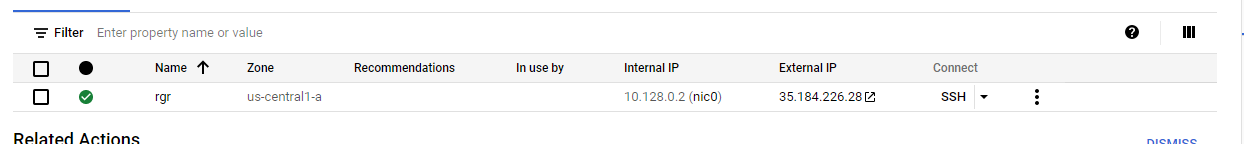 Filter Enter property name or value
Name Zone Recommendations In use by Internal IP External IP Connect
rgr us-central1-a 10.128.0.2 (nic0) 35.184.226.28 SSH
Related Actions DISMISS